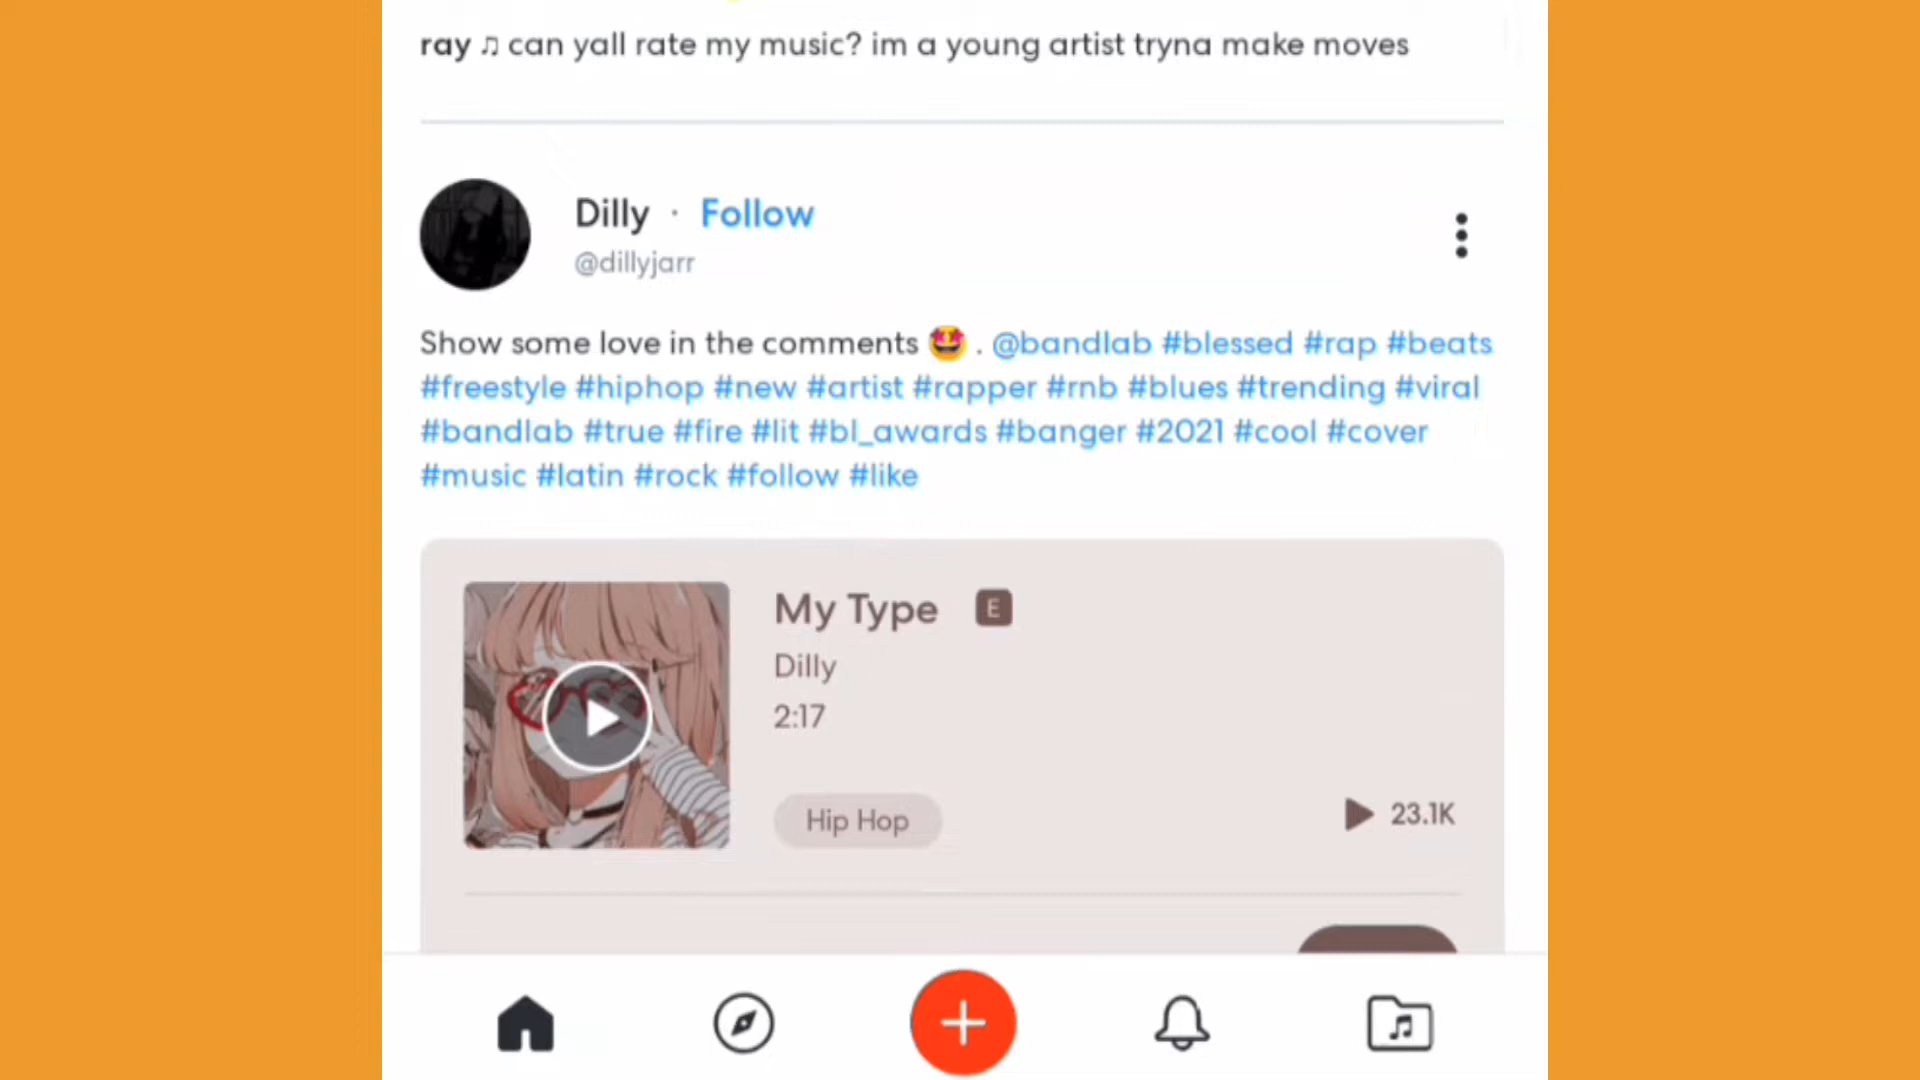 ray ♫ can yall rate my music? im a young artist tryna make moves
Dilly · Follow
@dillyjarr
Show some love in the comments 🤩 . @bandlab #blessed #rap #beats
#freestyle #hiphop #new #artist #rapper #rnb #blues #trending #viral
#bandlab #true #fire #lit #bl_awards #banger #2021 #cool #cover
#music #latin #rock #follow #like
My Type E
Dilly
2:17
Hip Hop
23.1K